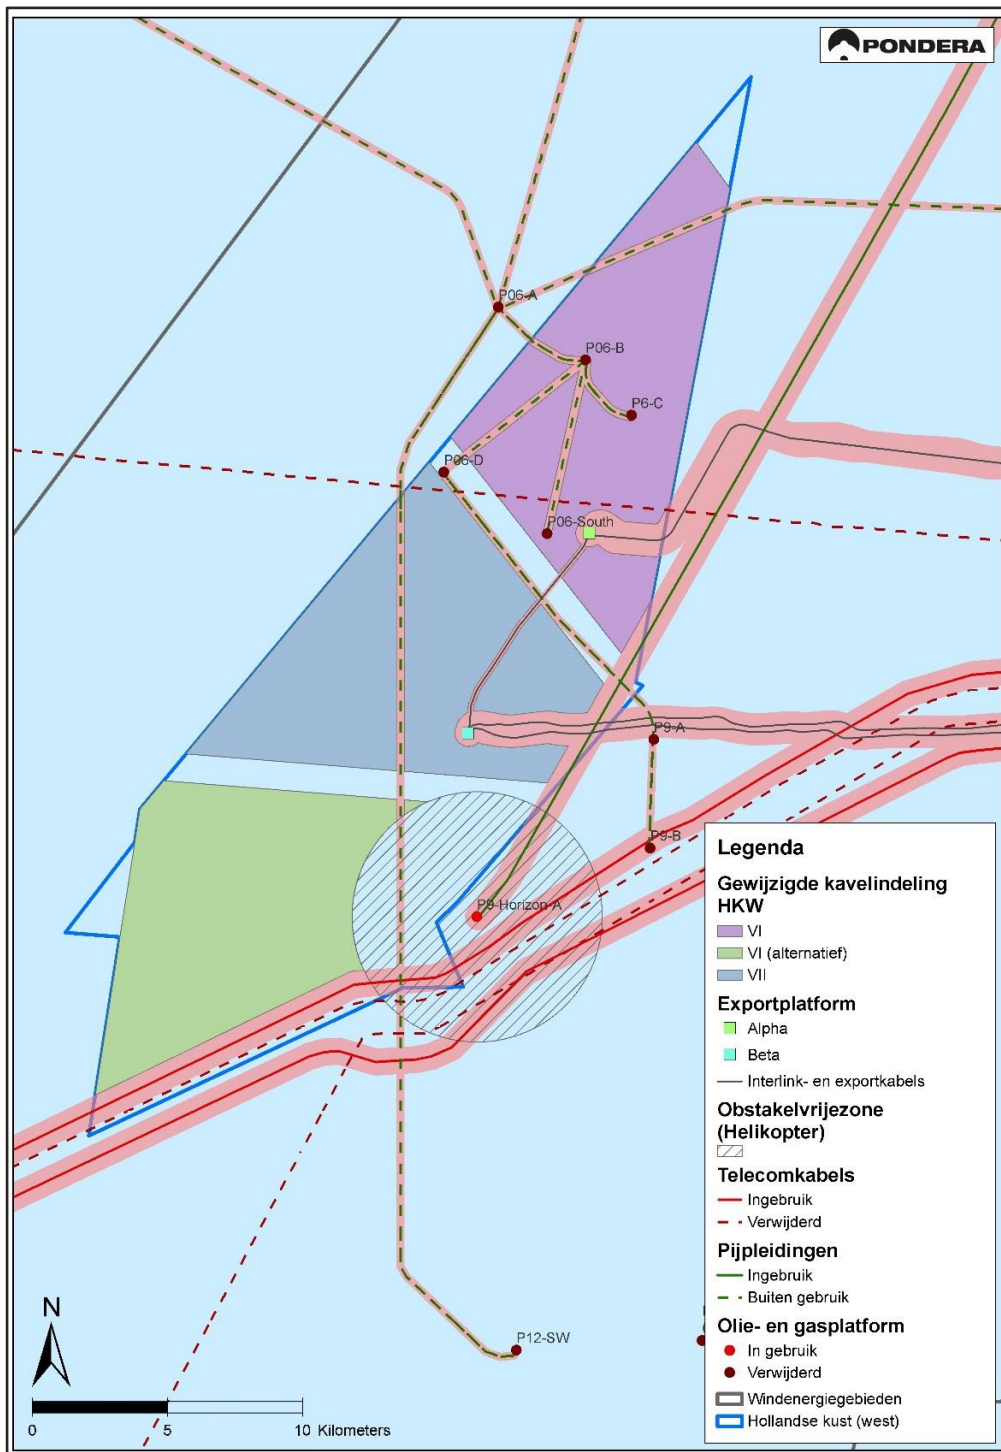 PONDERA
P06-A
P06-B
P6-C
P06-D
P06-South
P9-A
P9-B
P9-Horizon-A
P12-SW
Legenda
Gewijzigde kavelindeling
HKW
VI
VI (alternatief)
VII
Exportplatform
Alpha
Beta
Interlink- en exportkabels
Obstakelvrijezone
(Helikopter)
Telecomkabels
Ingebruik
Verwijderd
Pijpleidingen
Ingebruik
Buiten gebruik
Olie- en gasplatform
In gebruik
Verwijderd
Windenergiegebieden
Hollandse kust (west)
N
0 5 10 Kilometers